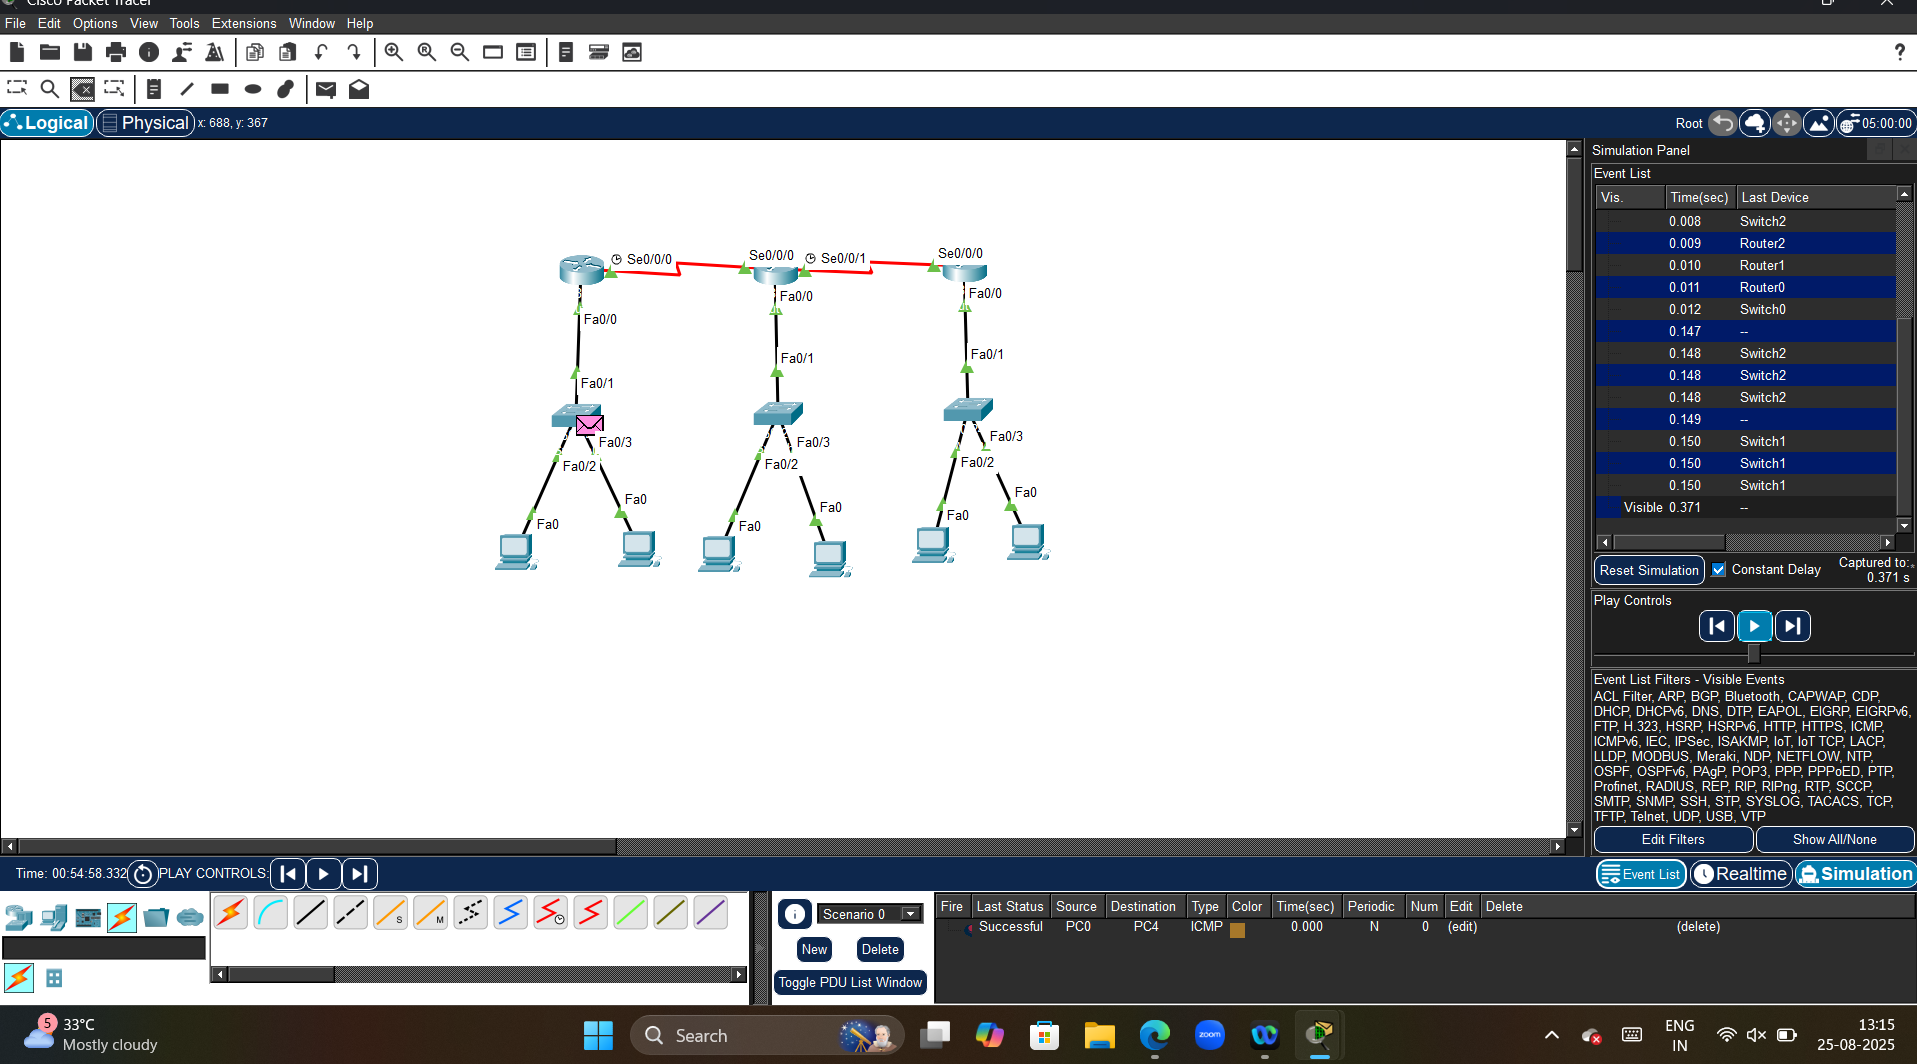 Cisco Packet Tracer
File Edit Options View Tools Extensions Window Help
?
Logical Physical x: 688, y: 367 Root 05:00:00
Simulation Panel
Event List
Vis. Time(sec) Last Device
0.008 Switch2
0.009 Router2
0.010 Router1
0.011 Router0
0.012 Switch0
0.147 --
0.148 Switch2
0.148 Switch2
0.148 Switch2
0.149 --
0.150 Switch1
0.150 Switch1
0.150 Switch1
Visible 0.371 --
Reset Simulation Constant Delay Captured to:
0.371 s
Play Controls
Event List Filters - Visible Events
ACL Filter, ARP, BGP, Bluetooth, CAPWAP, CDP,
DHCP, DHCPv6, DNS, DTP, EAPOL, EIGRP, EIGRPv6,
FTP, H.323, HSRP, HSRPv6, HTTP, HTTPS, ICMP,
ICMPv6, IEC, IPSec, ISAKMP, IoT, IoT TCP, LACP,
LLDP, MODBUS, Meraki, NDP, NETFLOW, NTP,
OSPF, OSPFv6, PAgP, POP3, PPP, PPPoED, PTP,
Profinet, RADIUS, REP, RIP, RIPng, RTP, SCCP,
SMTP, SNMP, SSH, STP, SYSLOG, TACACS, TCP,
TFTP, Telnet, UDP, USB, VTP
Edit Filters Show All/None
Event List Realtime Simulation
Se0/0/0 Se0/0/0 Se0/0/1 Se0/0/0
Fa0/0 Fa0/0 Fa0/0
Fa0/1 Fa0/1 Fa0/1
Fa0/3 Fa0/3 Fa0/3
Fa0/2 Fa0/2 Fa0/2
Fa0 Fa0 Fa0
Fa0 Fa0 Fa0
Time: 00:54:58.332 PLAY CONTROLS:
S M
Scenario 0
New Delete
Toggle PDU List Window
Fire Last Status Source Destination Type Color Time(sec) Periodic Num Edit Delete
Successful PC0 PC4 ICMP 0.000 N 0 (edit) (delete)
5
33°C
Mostly cloudy
Search
zoom
ENG
IN
13:15
25-08-2025